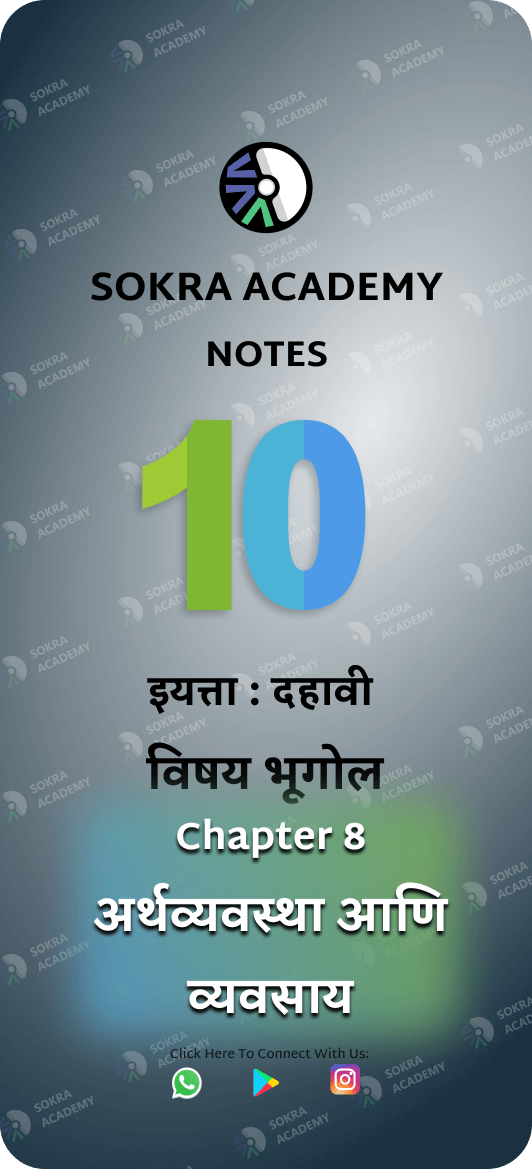 SOKRA ACADEMY
NOTES
10
इयत्ता : दहावी
विषय भूगोल
Chapter 8
अर्थव्यवस्था आणि
व्यवसाय
Click Here To Connect With Us: